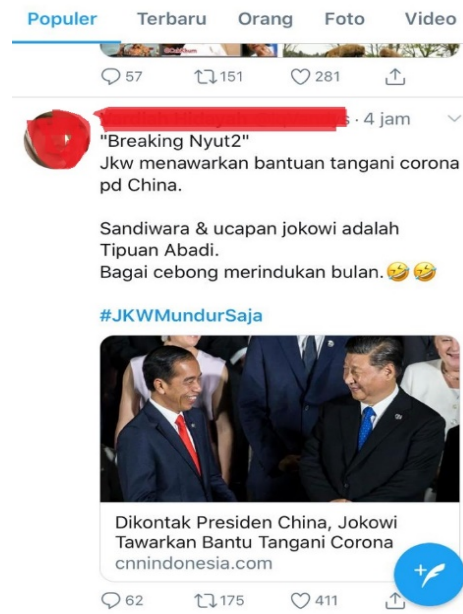 Populer Terbaru Orang Foto Video
57 151 281
· 4 jam
"Breaking Nyut2"
Jkw menawarkan bantuan tangani corona
pd China.
Sandiwara & ucapan jokowi adalah
Tipuan Abadi.
Bagai cebong merindukan bulan.🤣🤣
#JKWMundurSaja
Dikontak Presiden China, Jokowi
Tawarkan Bantu Tangani Corona
cnnindonesia.com
62 175 411